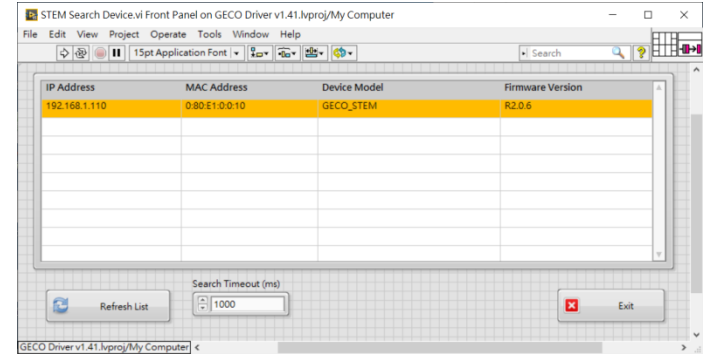 STEM Search Device.vi Front Panel on GECO Driver v1.41.lvproj/My Computer
File Edit View Project Operate Tools Window Help
15pt Application Font Search
IP Address MAC Address Device Model Firmware Version
192.168.1.110 0:80:E1:0:0:10 GECO_STEM R2.0.6
Search Timeout (ms)
Refresh List 1000 Exit
GECO Driver v1.41.lvproj/My Computer